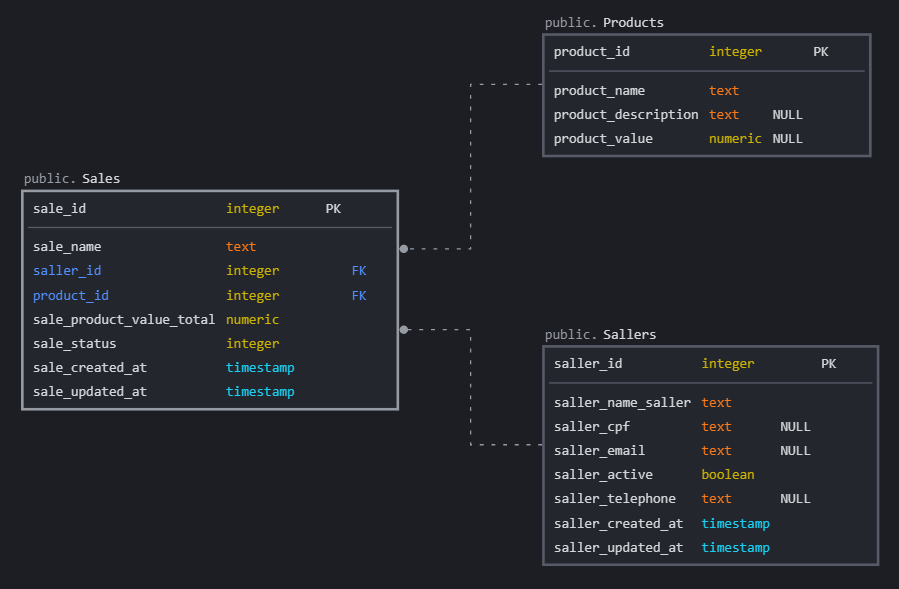 public. Products
product_id integer PK
product_name text
product_description text NULL
product_value numeric NULL
public. Sales
sale_id integer PK
sale_name text
saller_id integer FK
product_id integer FK
sale_product_value_total numeric
sale_status integer
sale_created_at timestamp
sale_updated_at timestamp
public. Sallers
saller_id integer PK
saller_name_saller text
saller_cpf text NULL
saller_email text NULL
saller_active boolean
saller_telephone text NULL
saller_created_at timestamp
saller_updated_at timestamp